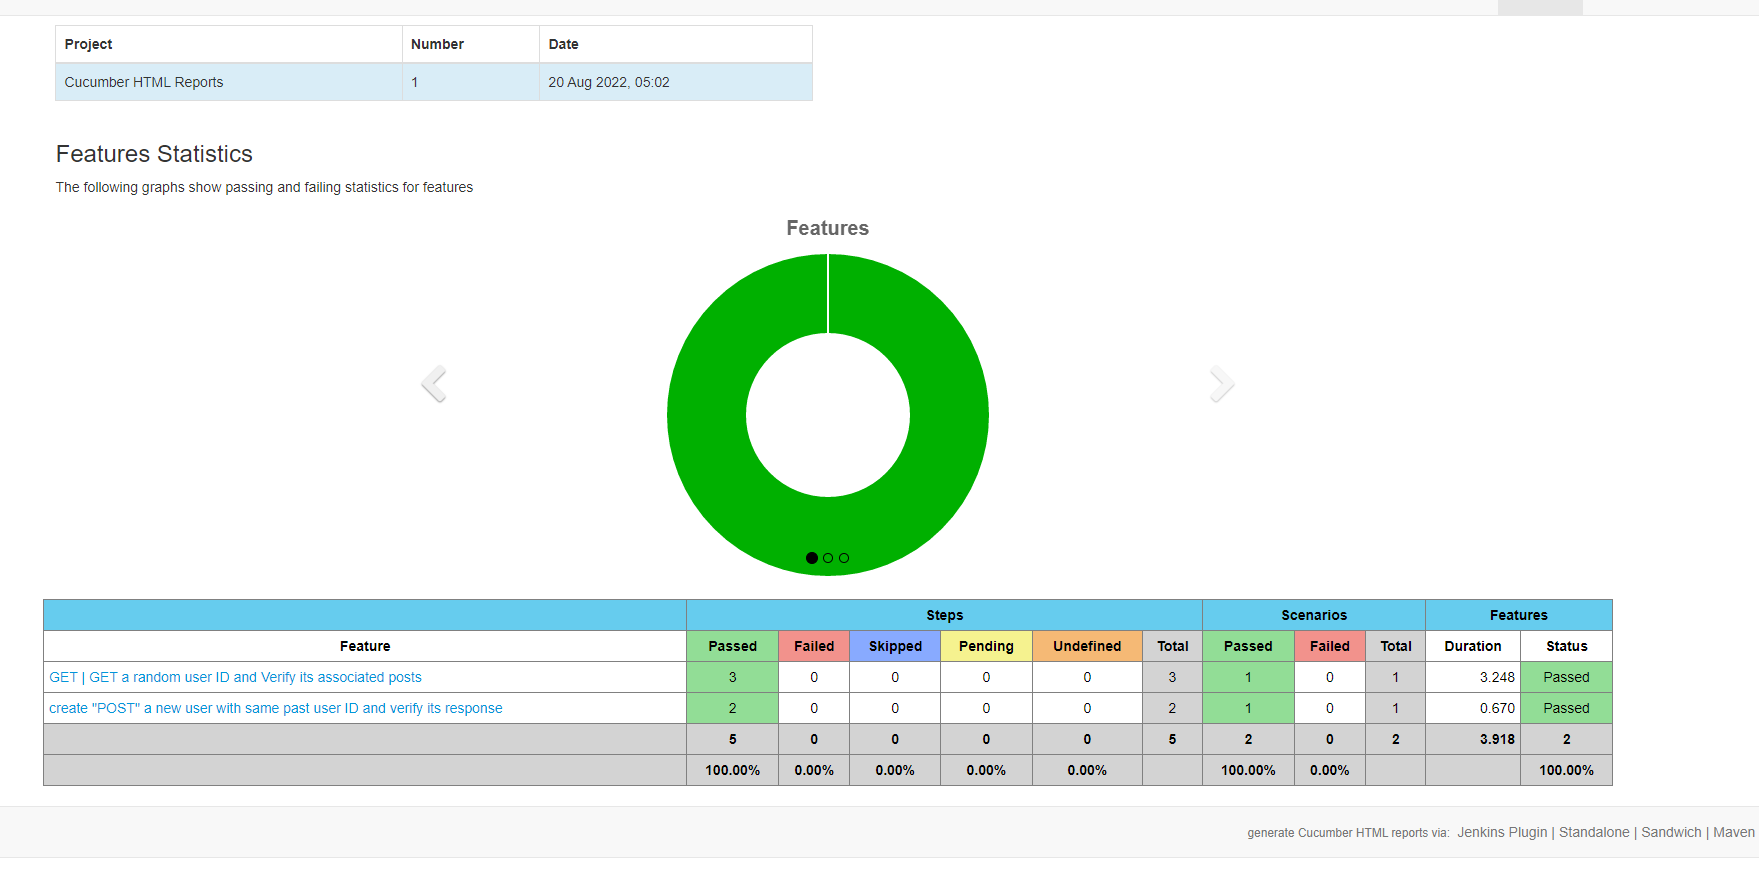 Project Number Date
Cucumber HTML Reports 1 20 Aug 2022, 05:02
Features Statistics
The following graphs show passing and failing statistics for features
Features
Steps Scenarios Features
Feature Passed Failed Skipped Pending Undefined Total Passed Failed Total Duration Status
GET | GET a random user ID and Verify its associated posts 3 0 0 0 0 3 1 0 1 3.248 Passed
create "POST" a new user with same past user ID and verify its response 2 0 0 0 0 2 1 0 1 0.670 Passed
5 0 0 0 0 5 2 0 2 3.918 2
100.00% 0.00% 0.00% 0.00% 0.00% 100.00% 0.00% 100.00%
generate Cucumber HTML reports via: Jenkins Plugin | Standalone | Sandwich | Maven